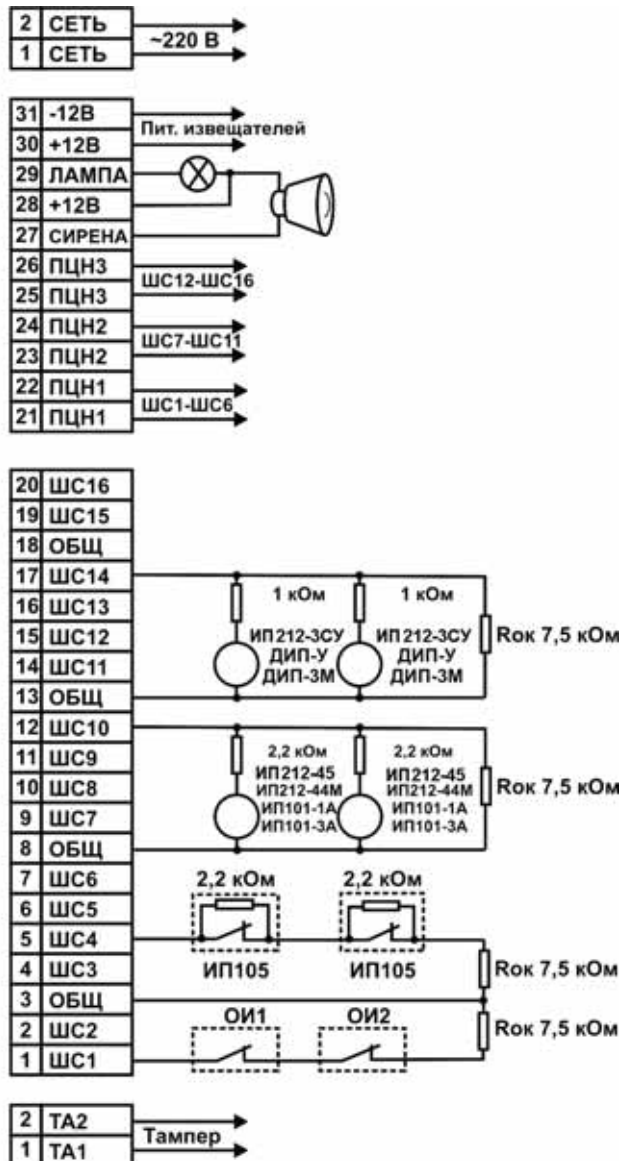 2 СЕТЬ
~220 В
1 СЕТЬ
31 -12В
Пит. извещателей
30 +12В
29 ЛАМПА
28 +12В
27 СИРЕНА
26 ПЦН3
ШС12-ШС16
25 ПЦН3
24 ПЦН2
ШС7-ШС11
23 ПЦН2
22 ПЦН1
ШС1-ШС6
21 ПЦН1
20 ШС16
19 ШС15
18 ОБЩ
17 ШС14
16 ШС13
15 ШС12
14 ШС11
13 ОБЩ
1 кОм 1 кОм
ИП212-3СУ ИП212-3СУ
ДИП-У ДИП-У
ДИП-3М ДИП-3М
Rок 7,5 кОм
12 ШС10
11 ШС9
10 ШС8
9 ШС7
8 ОБЩ
2,2 кОм 2,2 кОм
ИП212-45 ИП212-45
ИП212-44М ИП212-44М
ИП101-1А ИП101-1А
ИП101-3А ИП101-3А
Rок 7,5 кОм
7 ШС6
6 ШС5
5 ШС4
4 ШС3
3 ОБЩ
2 ШС2
1 ШС1
2,2 кОм 2,2 кОм
ИП105 ИП105
Rок 7,5 кОм
ОИ1 ОИ2
Rок 7,5 кОм
2 ТА2
Тампер
1 ТА1